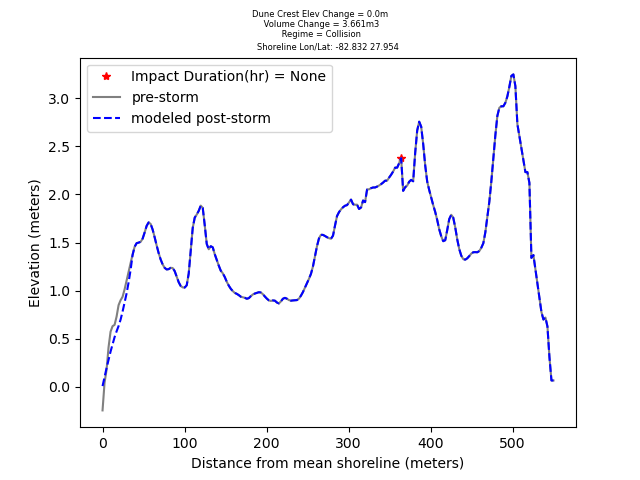 Dune Crest Elev Change = 0.0m
Volume Change = 3.661m3
Regime = Collision
Shoreline Lon/Lat: -82.832 27.954
Impact Duration(hr) = None
pre-storm
modeled post-storm
3.0
2.5
2.0
1.5
1.0
0.5
0.0
Elevation (meters)
0 100 200 300 400 500
Distance from mean shoreline (meters)